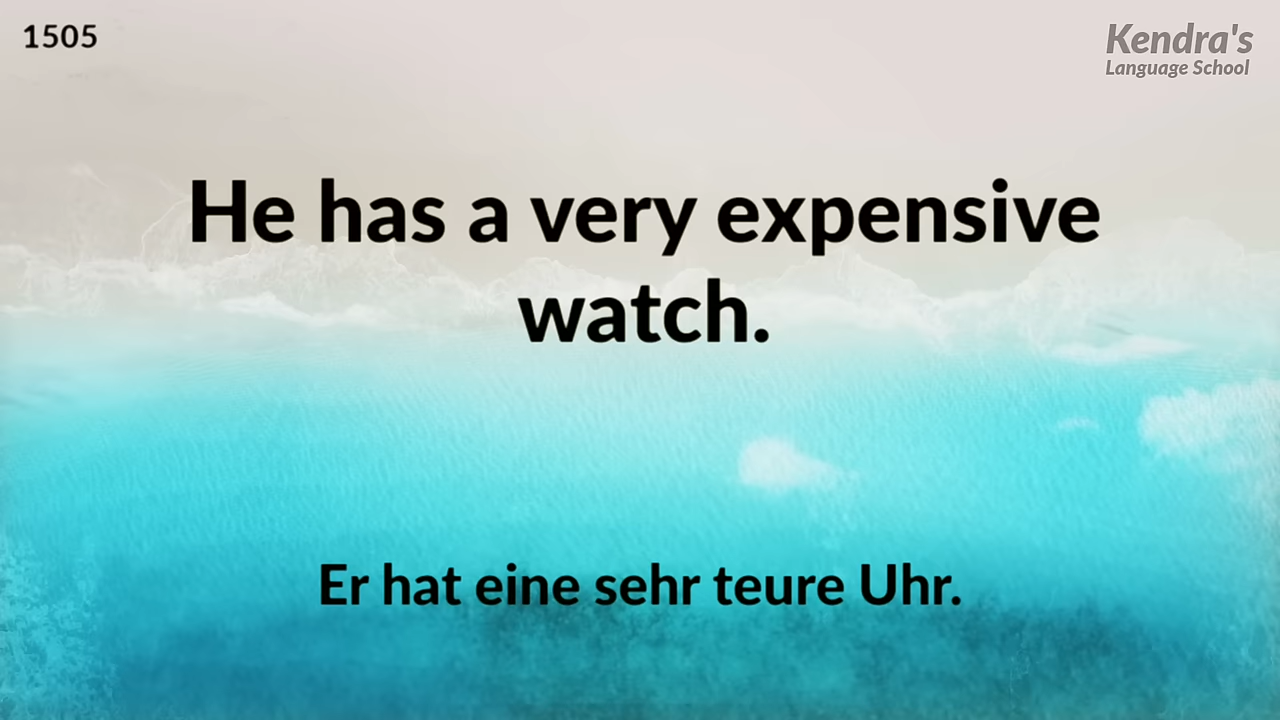 1505
Kendra's
Language School
He has a very expensive
watch.
Er hat eine sehr teure Uhr.